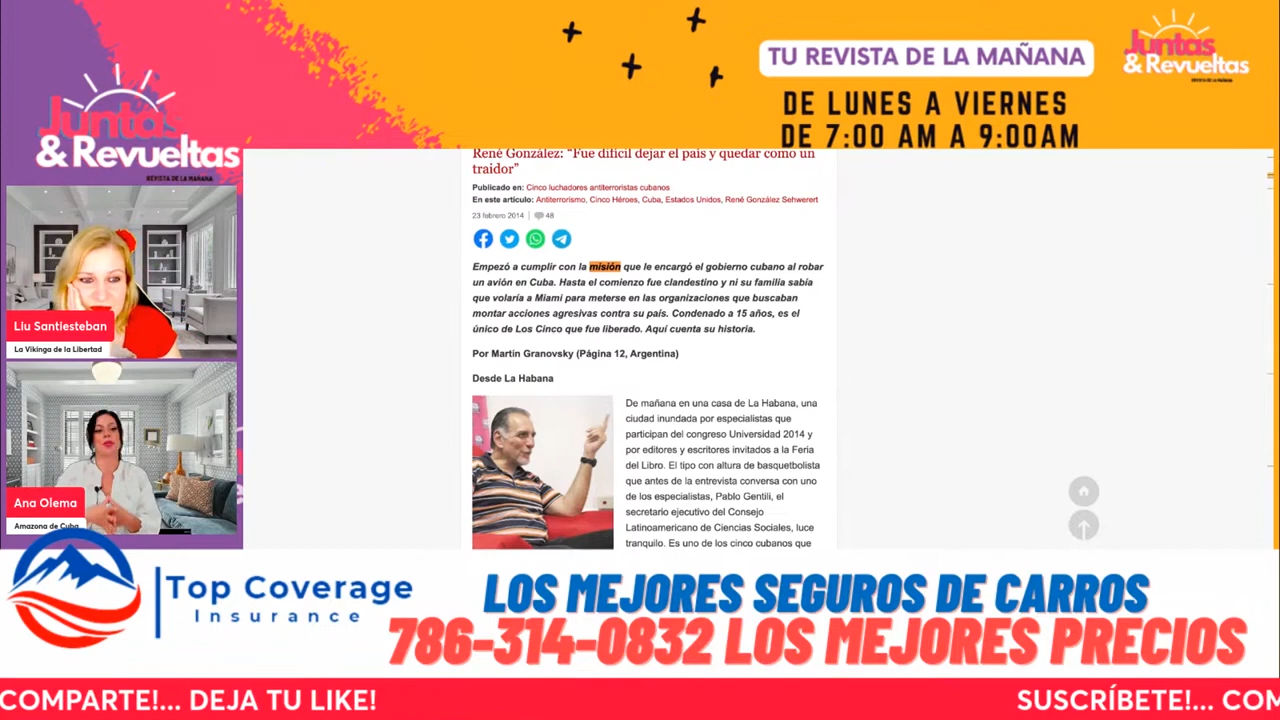 TU REVISTA DE LA MAÑANA
Juntas
& Revueltas
REVISTA DE LA MAÑANA
DE LUNES A VIERNES
DE 7:00 AM A 9:00AM
Juntas
& Revueltas
REVISTA DE LA MAÑANA
René González: “Fue difícil dejar el país y quedar como un
traidor”
Publicado en: Cinco luchadores antiterroristas cubanos
En este artículo: Antiterrorismo, Cinco Héroes, Cuba, Estados Unidos, René González Sehwerert
23 febrero 2014 | 48
Empezó a cumplir con la misión que le encargó el gobierno cubano al robar
un avión en Cuba. Hasta el comienzo fue clandestino y ni su familia sabía
que volaría a Miami para meterse en las organizaciones que buscaban
montar acciones agresivas contra su país. Condenado a 15 años, es el
único de Los Cinco que fue liberado. Aquí cuenta su historia.
Por Martín Granovsky (Página 12, Argentina)
Desde La Habana
De mañana en una casa de La Habana, una
ciudad inundada por especialistas que
participan del congreso Universidad 2014 y
por editores y escritores invitados a la Feria
del Libro. El tipo con altura de basquetbolista
que antes de la entrevista conversa con uno
de los especialistas, Pablo Gentili, el
secretario ejecutivo del Consejo
Latinoamericano de Ciencias Sociales, luce
tranquilo. Es uno de los cinco cubanos que
Liu Santiesteban
La Vikinga de la Libertad
Ana Olema
Amazona de Cuba
Top Coverage
Insurance
LOS MEJORES SEGUROS DE CARROS
786-314-0832 LOS MEJORES PRECIOS
COMPARTE!... DEJA TU LIKE!
SUSCRÍBETE!... COM